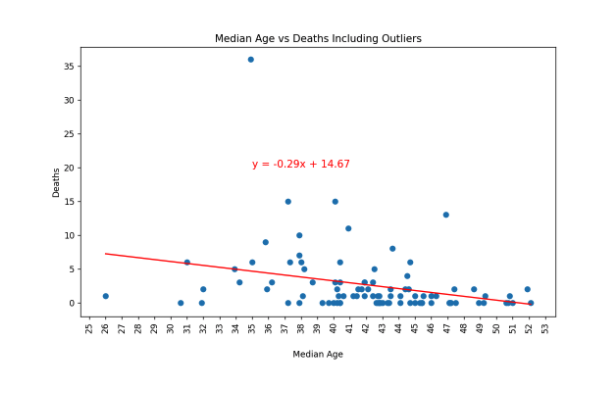 Median Age vs Deaths Including Outliers
35
30
25
20
15
10
5
0
Deaths
y = -0.29x + 14.67
25 26 27 28 29 30 31 32 33 34 35 36 37 38 39 40 41 42 43 44 45 46 47 48 49 50 51 52 53
Median Age